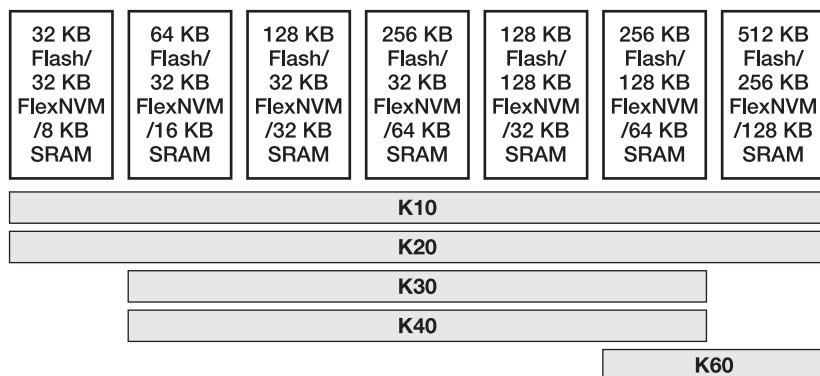 32 KB
Flash/
32 KB
FlexNVM
/8 KB
SRAM
64 KB
Flash/
32 KB
FlexNVM
/16 KB
SRAM
128 KB
Flash/
32 KB
FlexNVM
/32 KB
SRAM
256 KB
Flash/
32 KB
FlexNVM
/64 KB
SRAM
128 KB
Flash/
128 KB
FlexNVM
/32 KB
SRAM
256 KB
Flash/
128 KB
FlexNVM
/64 KB
SRAM
512 KB
Flash/
256 KB
FlexNVM
/128 KB
SRAM
K10
K20
K30
K40
K60